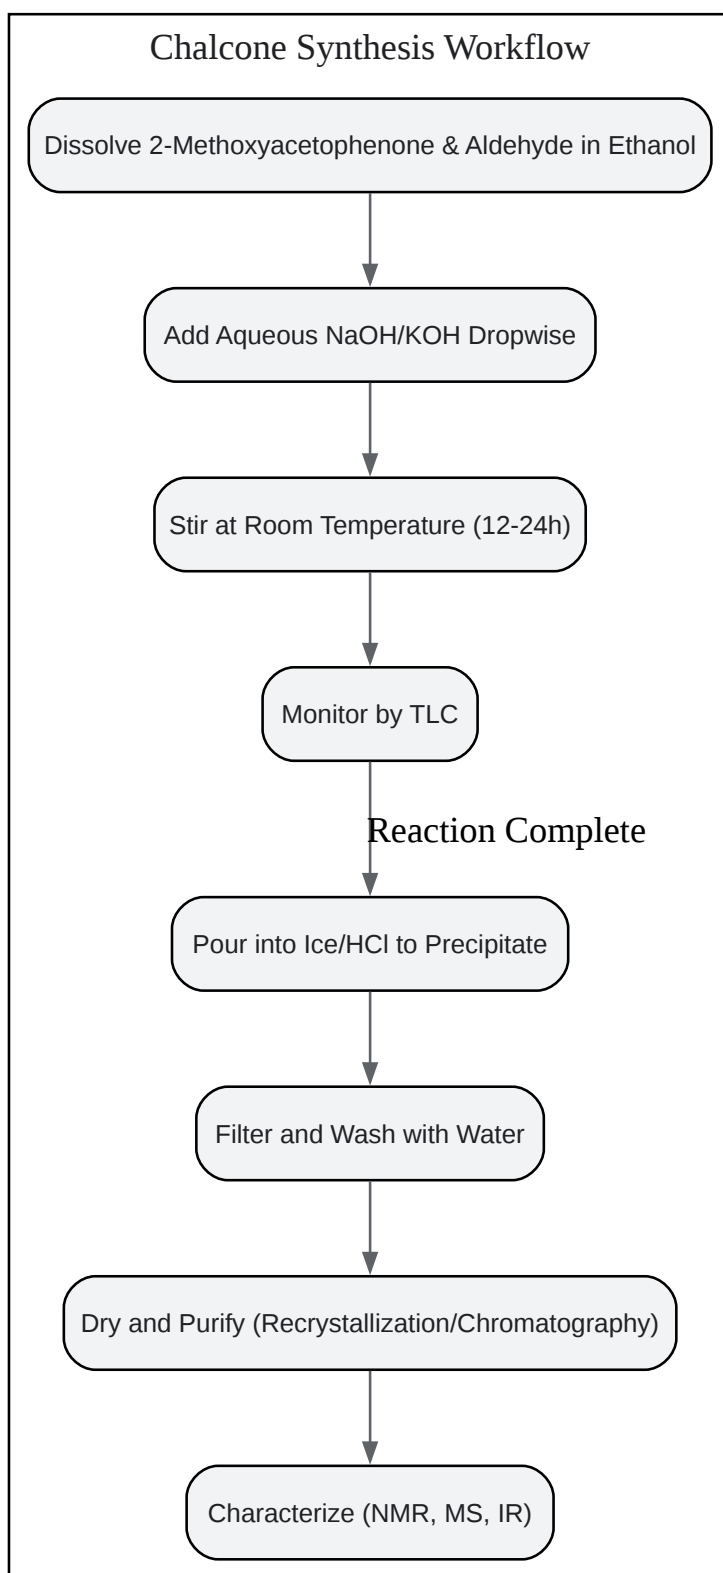 Chalcone Synthesis Workflow
Dissolve 2-Methoxyacetophenone & Aldehyde in Ethanol
Add Aqueous NaOH/KOH Dropwise
Stir at Room Temperature (12-24h)
Monitor by TLC
Reaction Complete
Pour into Ice/HCl to Precipitate
Filter and Wash with Water
Dry and Purify (Recrystallization/Chromatography)
Characterize (NMR, MS, IR)